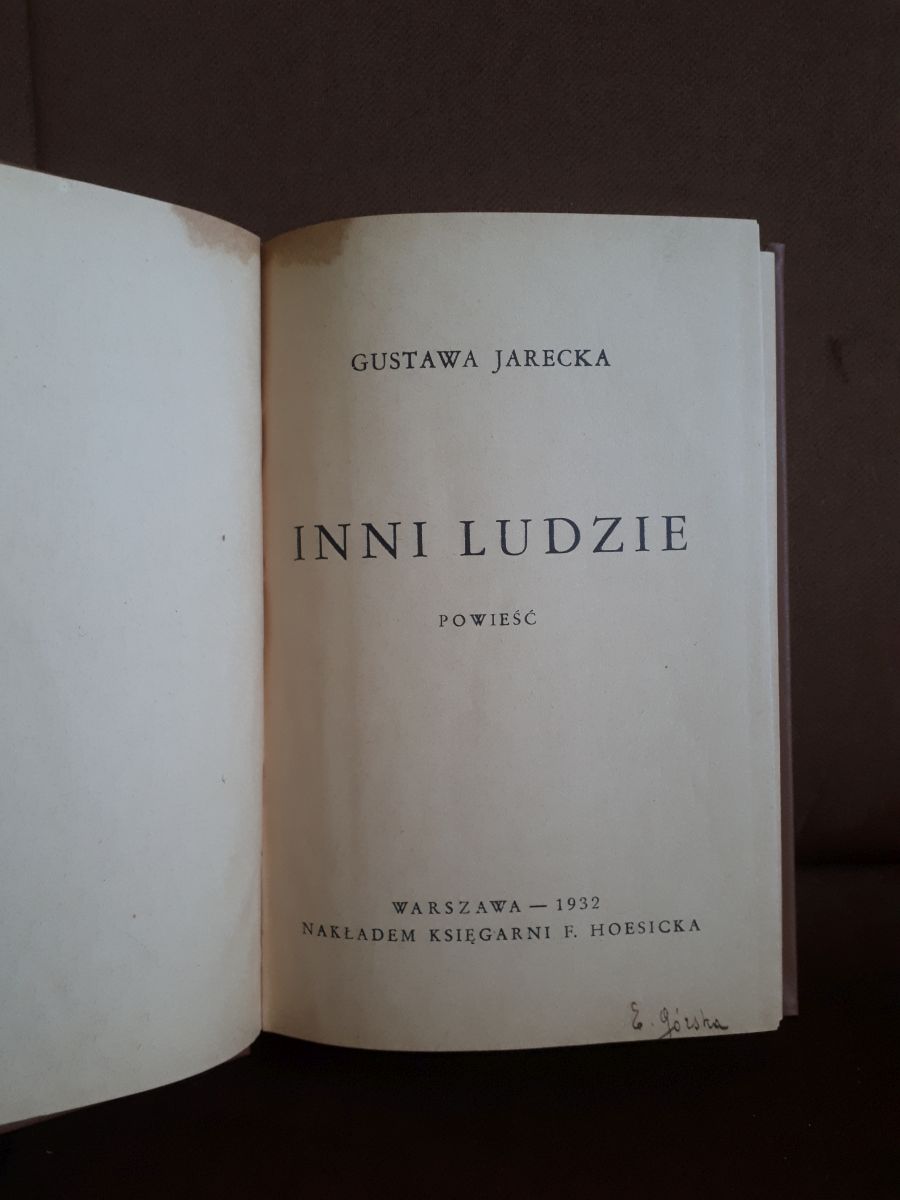 GUSTAWA JARECKA
INNI LUDZIE
POWIEŚĆ
WARSZAWA — 1932
NAKŁADEM KSIĘGARNI F. HOESICKA
E. Górska